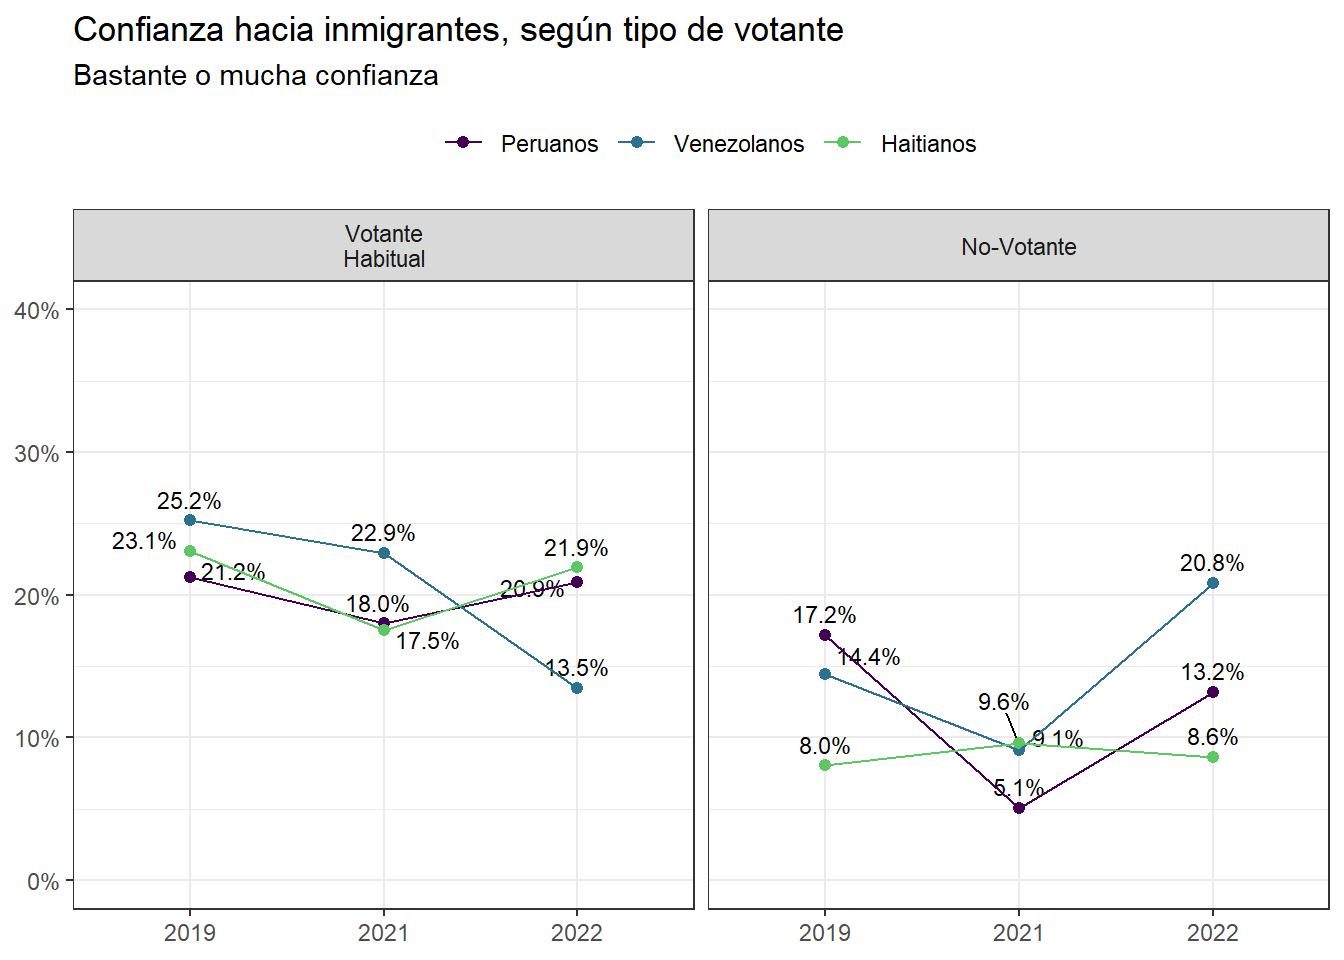 Confianza hacia inmigrantes, según tipo de votante
Bastante o mucha confianza
Peruanos Venezolanos Haitianos
Votante
Habitual
No-Votante
40%
30%
20%
10%
0%
25.2%
23.1%
21.2%
22.9%
18.0%
17.5%
21.9%
20.9%
13.5%
17.2%
14.4%
8.0%
9.6%
9.1%
5.1%
20.8%
13.2%
8.6%
2019 2021 2022
2019 2021 2022